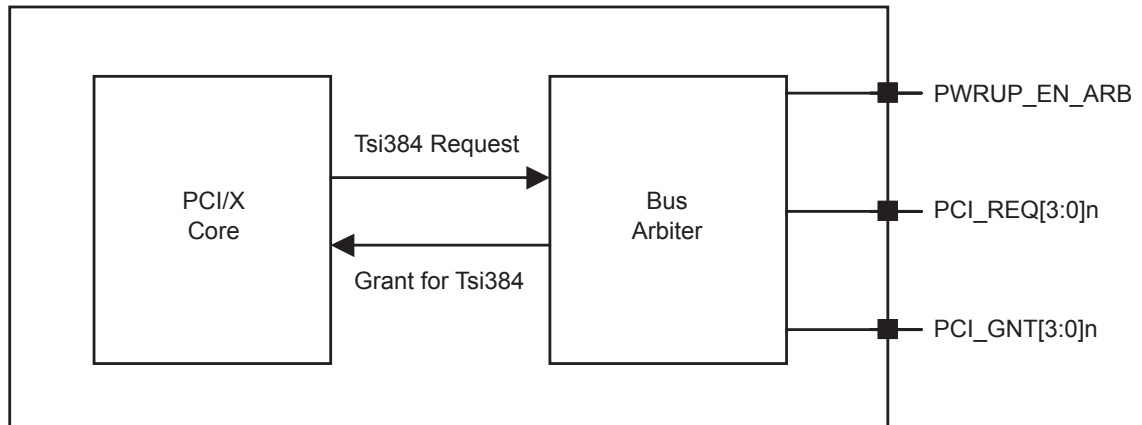 PWRUP_EN_ARB
Tsi384 Request
PCI/X
Core
Bus
Arbiter
PCI_REQ[3:0]n
Grant for Tsi384
PCI_GNT[3:0]n